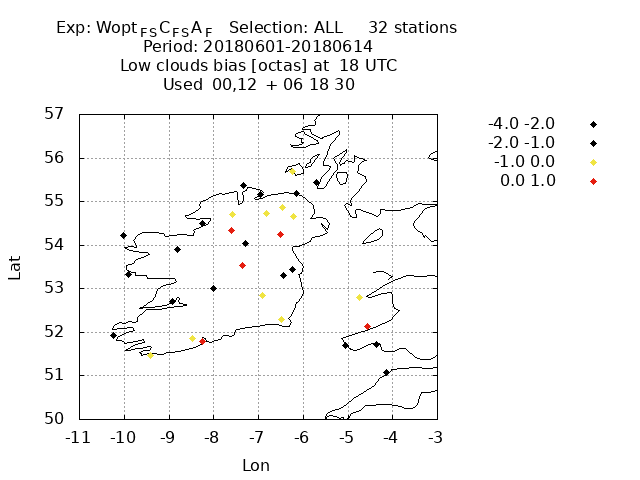 Exp: Wopt FS C FS A F   Selection: ALL     32 stations
Period: 20180601-20180614
Low clouds bias [octas] at  18 UTC
Used  00,12  + 06 18 30
-4.0 -2.0
-2.0 -1.0
-1.0 0.0
0.0 1.0
57
56
55
54
53
52
51
50
Lat
-11 -10 -9 -8 -7 -6 -5 -4 -3
Lon